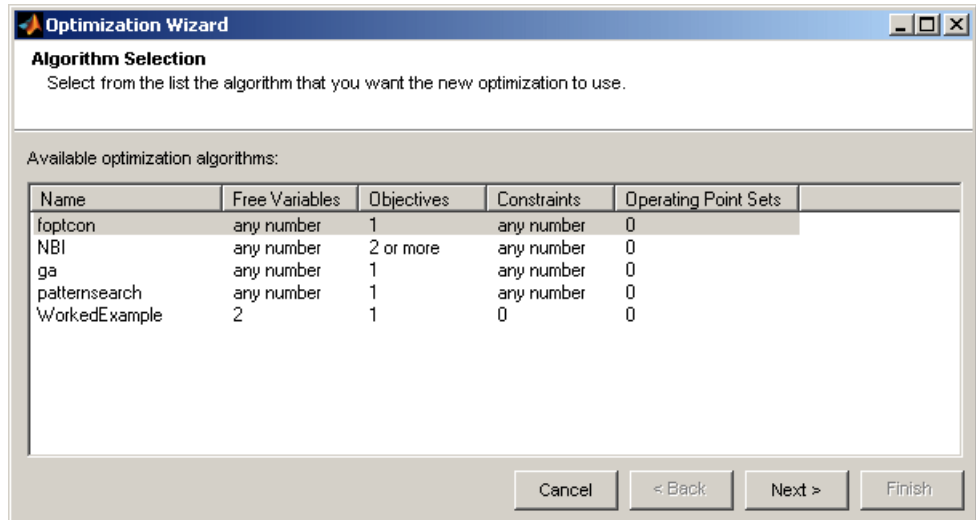 Optimization Wizard
Algorithm Selection
Select from the list the algorithm that you want the new optimization to use.
Available optimization algorithms:
Name Free Variables Objectives Constraints Operating Point Sets
foptcon any number 1 any number 0
NBI any number 2 or more any number 0
ga any number 1 any number 0
patternsearch any number 1 any number 0
WorkedExample 2 1 0 0
Cancel < Back Next > Finish